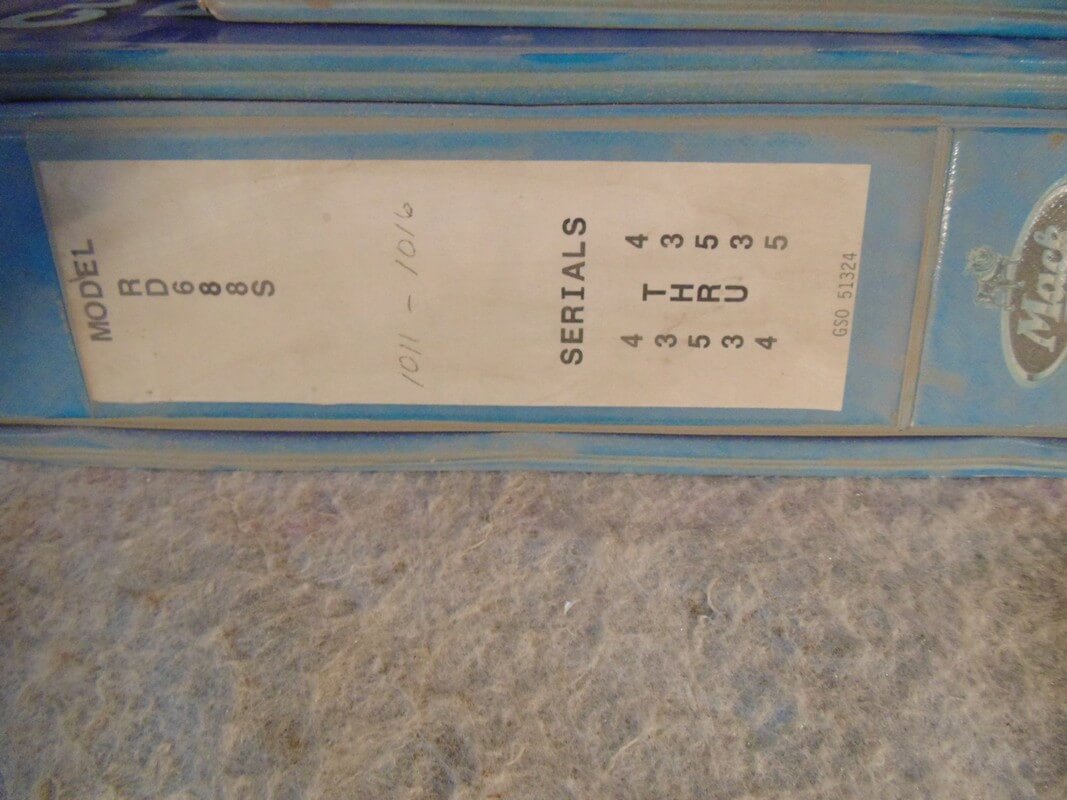 MODEL
RD688S
1011 - 1016
SERIALS
43534 THRU 43535
GSO 51324
Mack